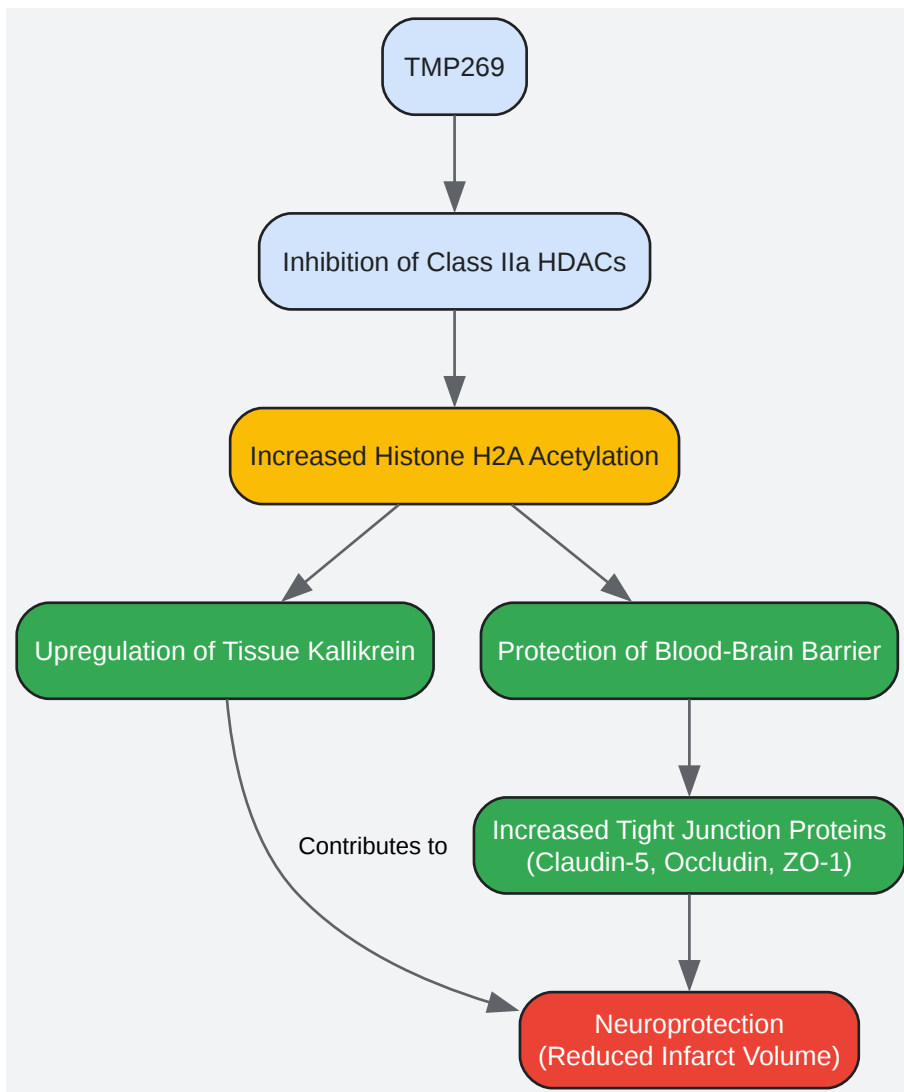 TMP269
Inhibition of Class IIa HDACs
Increased Histone H2A Acetylation
Upregulation of Tissue Kallikrein
Protection of Blood-Brain Barrier
Contributes to
Increased Tight Junction Proteins
(Claudin-5, Occludin, ZO-1)
Neuroprotection
(Reduced Infarct Volume)